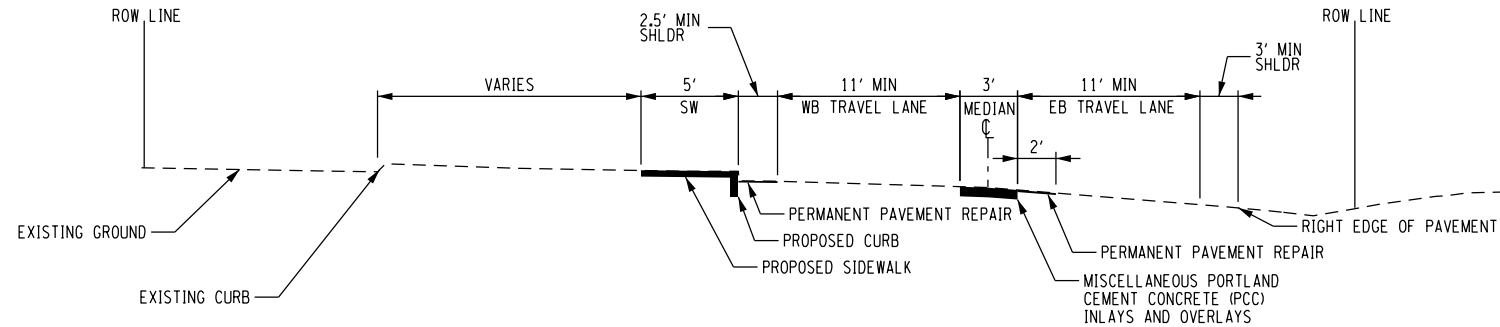 ROW LINE
2.5' MIN
SHLDR
ROW LINE
3' MIN
SHLDR
VARIES
5'
SW
11' MIN
WB TRAVEL LANE
3'
MEDIAN
℄
11' MIN
EB TRAVEL LANE
2'
EXISTING GROUND
EXISTING CURB
PERMANENT PAVEMENT REPAIR
PROPOSED CURB
PROPOSED SIDEWALK
RIGHT EDGE OF PAVEMENT
PERMANENT PAVEMENT REPAIR
MISCELLANEOUS PORTLAND
CEMENT CONCRETE (PCC)
INLAYS AND OVERLAYS